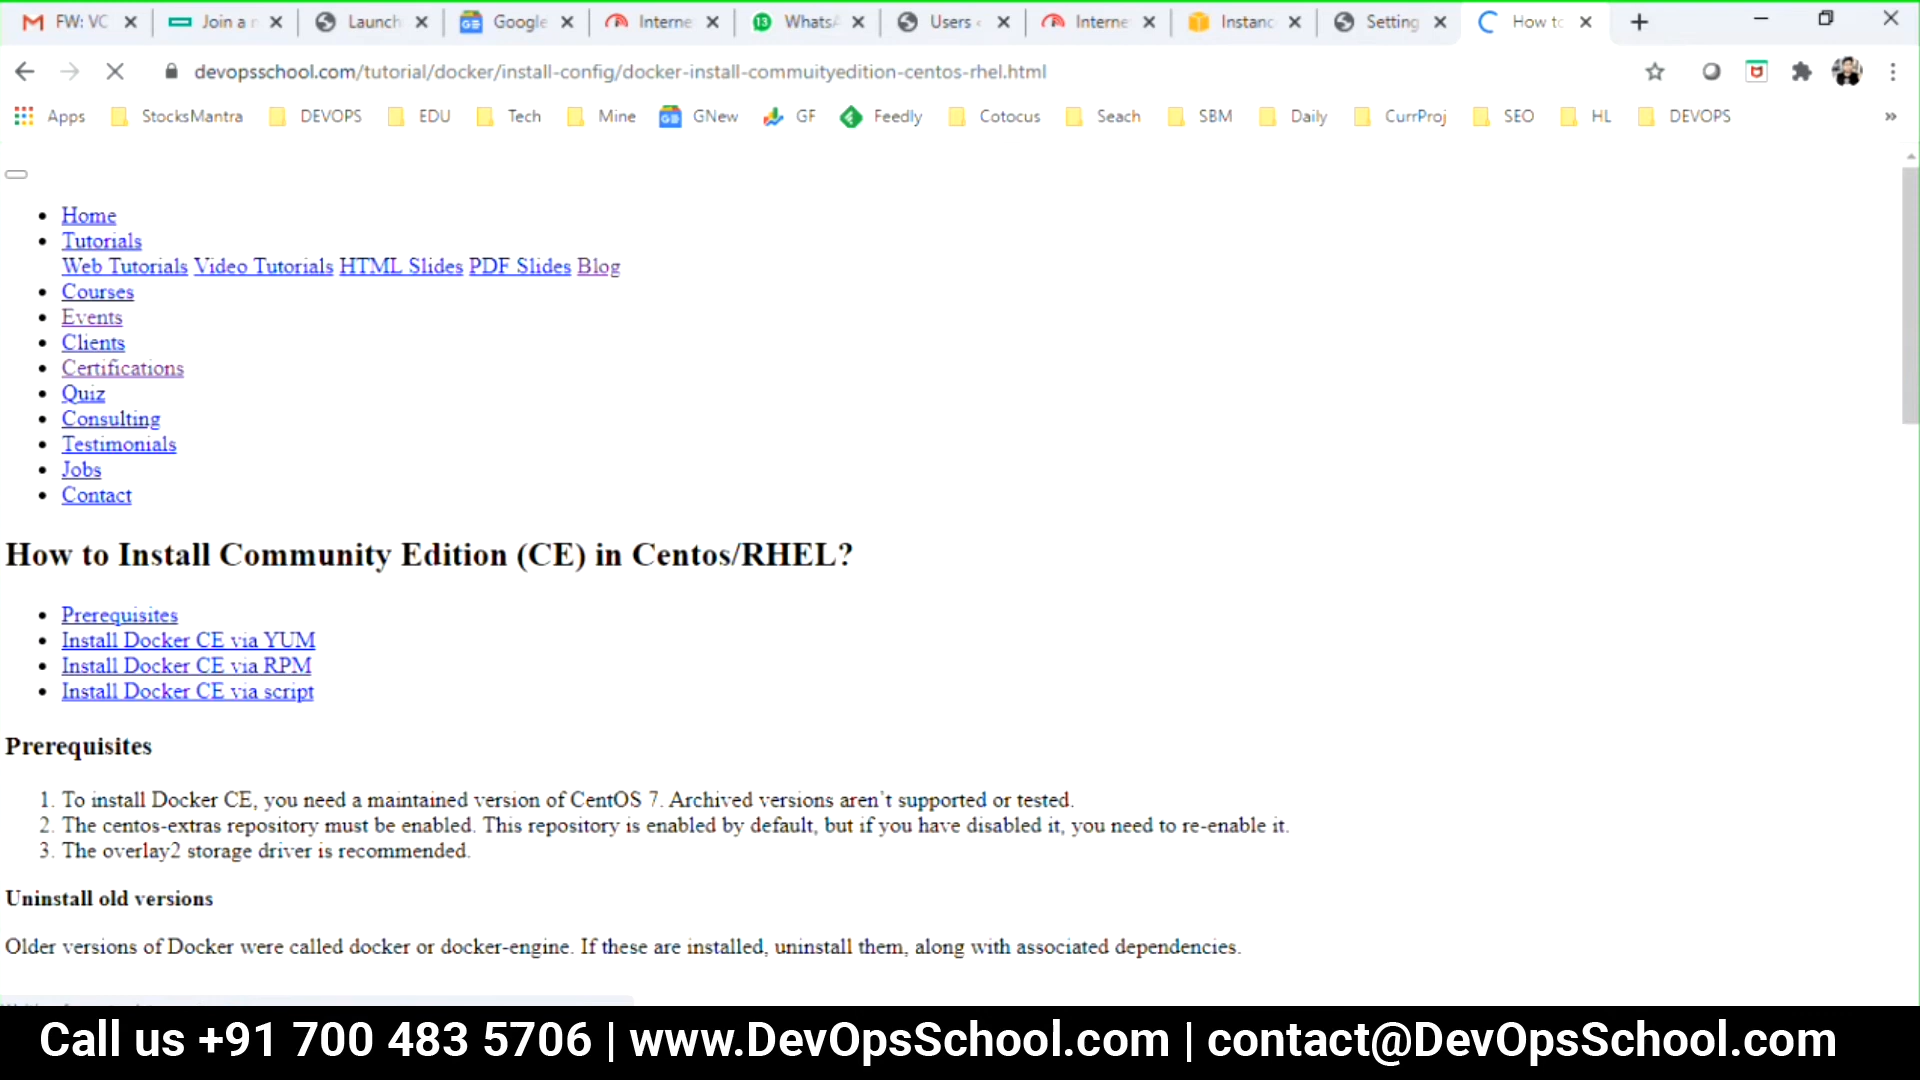 FW: VC
Join a
Launch
Google
Interne
13
WhatsA
Users
Interne
Instanc
Setting
How to
devopsschool.com/tutorial/docker/install-config/docker-install-commuityedition-centos-rhel.html
Apps StocksMantra DEVOPS EDU Tech Mine GNew GF Feedly Cotocus Seach SBM Daily CurrProj SEO HL DEVOPS »
Home
Tutorials
Web Tutorials Video Tutorials HTML Slides PDF Slides Blog
Courses
Events
Clients
Certifications
Quiz
Consulting
Testimonials
Jobs
Contact
How to Install Community Edition (CE) in Centos/RHEL?
Prerequisites
Install Docker CE via YUM
Install Docker CE via RPM
Install Docker CE via script
Prerequisites
1. To install Docker CE, you need a maintained version of CentOS 7. Archived versions aren't supported or tested.
2. The centos-extras repository must be enabled. This repository is enabled by default, but if you have disabled it, you need to re-enable it.
3. The overlay2 storage driver is recommended.
Uninstall old versions
Older versions of Docker were called docker or docker-engine. If these are installed, uninstall them, along with associated dependencies.
Call us +91 700 483 5706 | www.DevOpsSchool.com | contact@DevOpsSchool.com